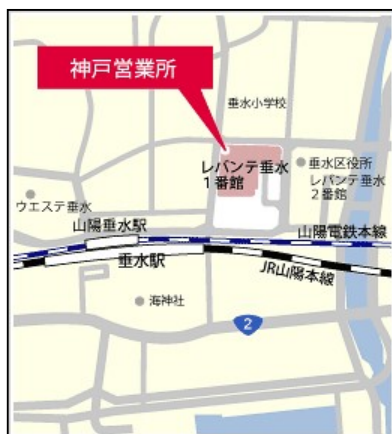 神戸営業所
垂水小学校
レバンテ垂水
1番館
垂水区役所
レバンテ垂水
2番館
ウエステ垂水
山陽垂水駅
山陽電鉄本線
垂水駅
JR山陽本線
海神社
2